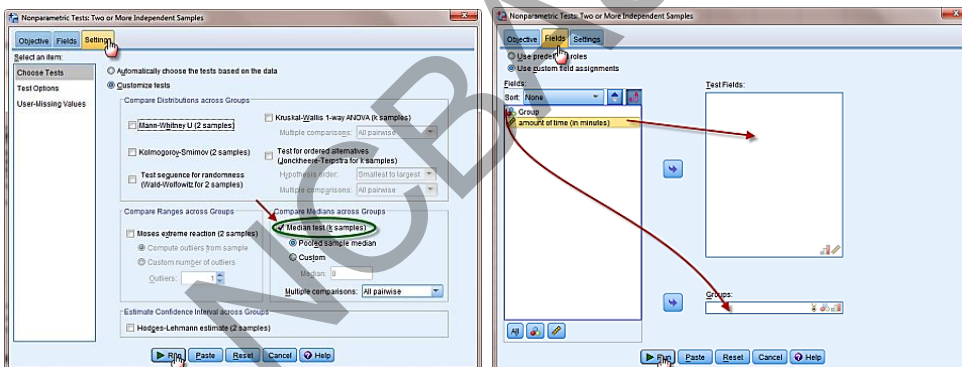 Nonparametric Tests: Two or More Independent Samples
Objective Fields Settings
Select an item:
Choose Tests
Test Options
User-Missing Values
Automatically choose the tests based on the data
Customize tests
Compare Distributions across Groups
Mann-Whitney U (2 samples)
Kolmogorov-Smirnov (2 samples)
Test sequence for randomness
(Wald-Wolfowitz for 2 samples)
Kruskal-Wallis 1-way ANOVA (k samples)
Multiple comparisons: All pairwise
Test for ordered alternatives
(Jonckheere-Terpstra for k samples)
Hypothesis order: Smallest to largest
Multiple comparisons: All pairwise
Compare Ranges across Groups
Moses extreme reaction (2 samples)
Compute outliers from sample
Custom number of outliers
Outliers: 1
Compare Medians across Groups
Median test (k samples)
Pooled sample median
Custom
Median: 0
Multiple comparisons: All pairwise
Estimate Confidence Interval across Groups
Hodges-Lehmann estimate (2 samples)
Run Paste Reset Cancel Help
Nonparametric Tests: Two or More Independent Samples
Objective Fields Settings
Use predefined roles
Use custom field assignments
Fields:
Sort: None
Group
amount of time (in minutes)
Test Fields:
Groups:
All
Run Paste Reset Cancel Help
NCBA